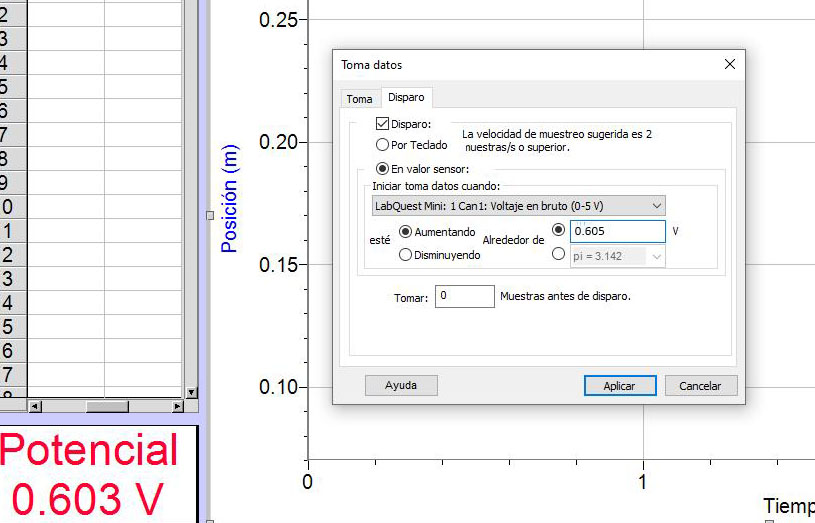 2
3
4
5
6
7
8
9
0
1
2
3
4
5
6
7
Potencial
0.603 V
Posición (m)
0.25
0.20
0.15
0.10
0
1
Tiemp
Toma datos
Toma Disparo
Disparo:
Por Teclado
La velocidad de muestreo sugerida es 2
muestras/s o superior.
En valor sensor:
Iniciar toma datos cuando:
LabQuest Mini: 1 Can1: Voltaje en bruto (0-5 V)
esté
Aumentando
Disminuyendo
Alrededor de
0.605 V
pi = 3.142
Tomar: 0 Muestras antes de disparo.
Ayuda Aplicar Cancelar